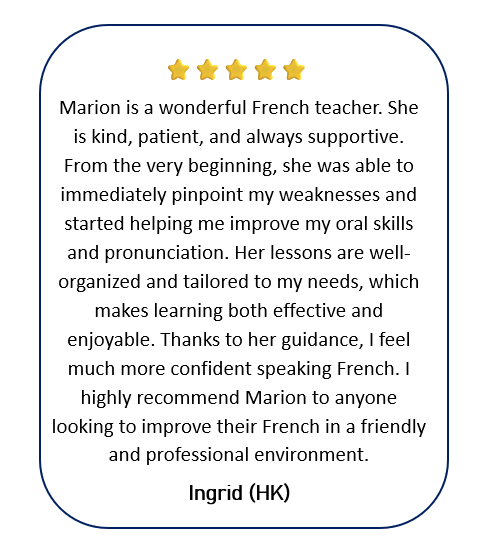 Marion is a wonderful French teacher. She
is kind, patient, and always supportive.
From the very beginning, she was able to
immediately pinpoint my weaknesses and
started helping me improve my oral skills
and pronunciation. Her lessons are well-
organized and tailored to my needs, which
makes learning both effective and
enjoyable. Thanks to her guidance, I feel
much more confident speaking French. I
highly recommend Marion to anyone
looking to improve their French in a friendly
and professional environment.
Ingrid (HK)